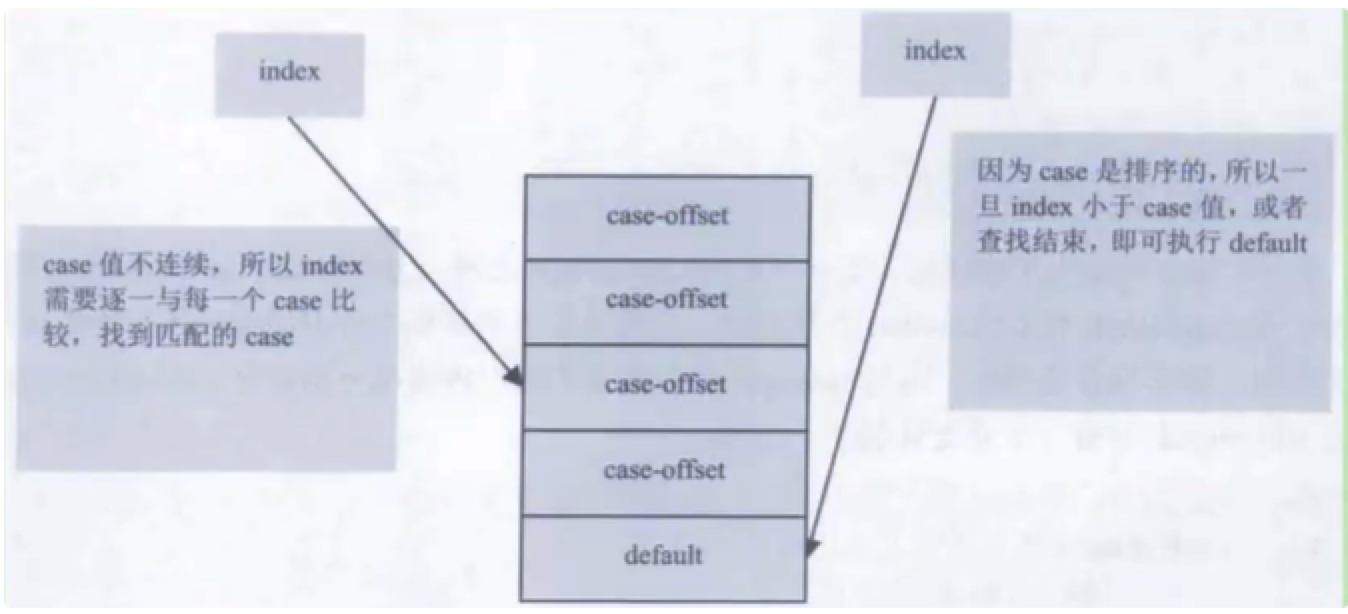 index
index
case 值不连续，所以 index
需要逐一与每一个 case 比
较，找到匹配的 case
case-offset
case-offset
case-offset
case-offset
default
因为 case 是排序的，所以一
旦 index 小于 case 值，或者
查找结束，即可执行 default